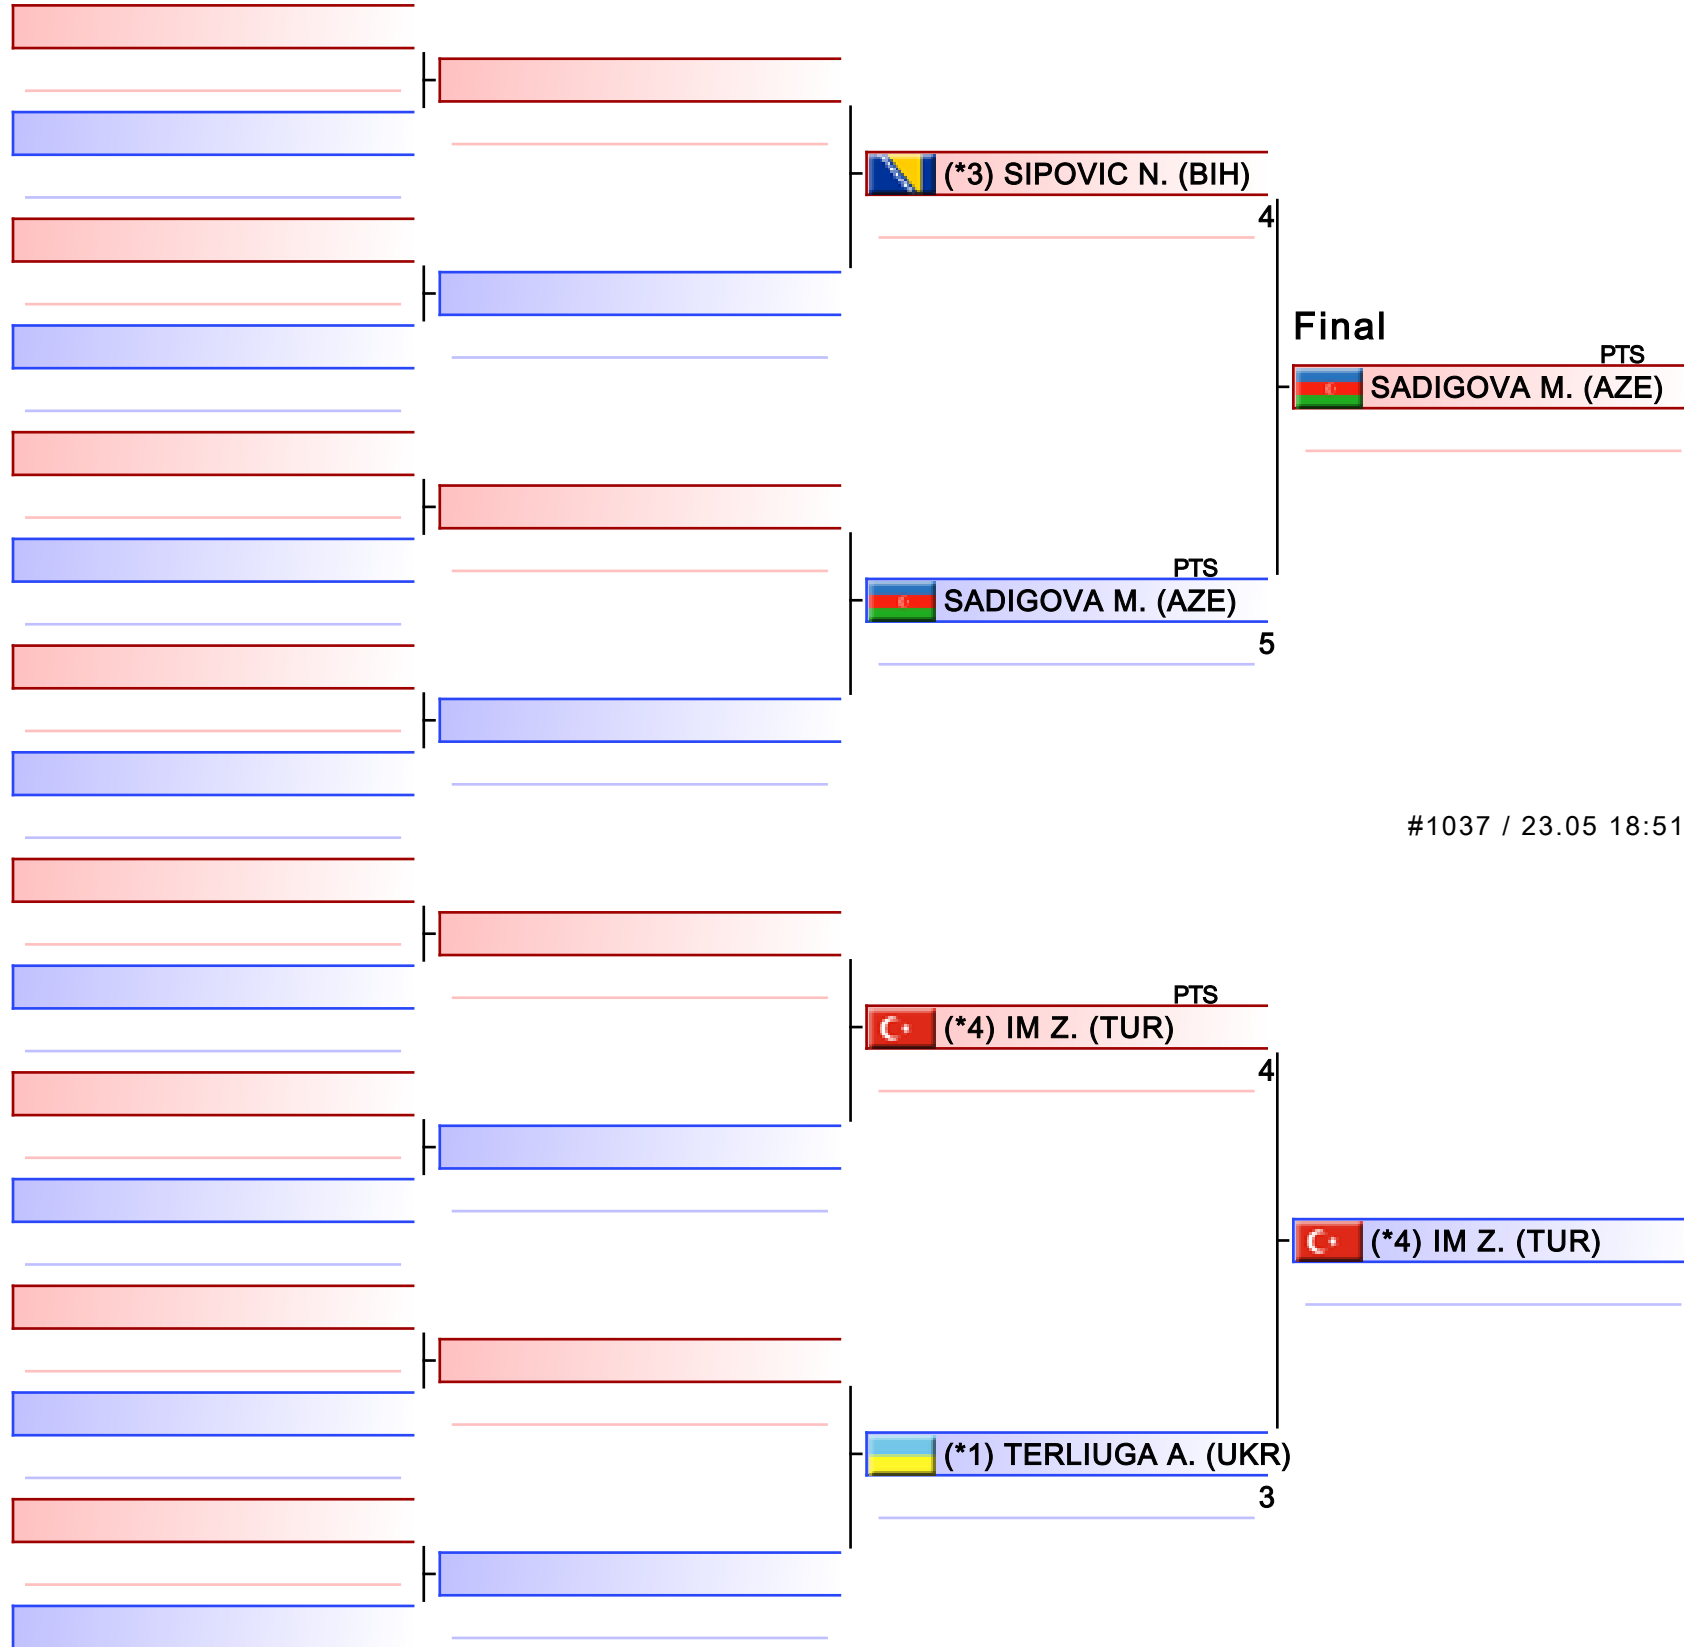 (*3) SIPOVIC N. (BIH)
4
Final
PTS
SADIGOVA M. (AZE)
PTS
SADIGOVA M. (AZE)
5
#1037 / 23.05 18:51
PTS
(*4) IM Z. (TUR)
4
(*4) IM Z. (TUR)
(*1) TERLIUGA A. (UKR)
3